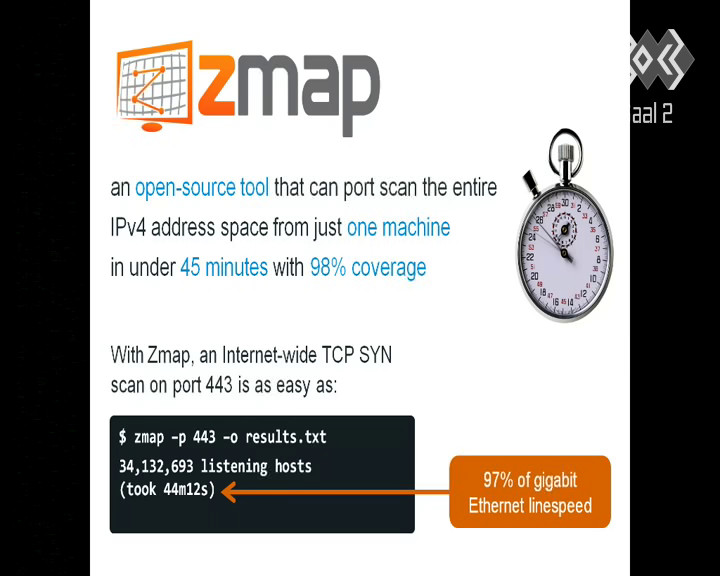 zmap
aal 2
an open-source tool that can port scan the entire
IPv4 address space from just one machine
in under 45 minutes with 98% coverage
With Zmap, an Internet-wide TCP SYN
scan on port 443 is as easy as:
$ zmap –p 443 –o results.txt
34,132,693 listening hosts
(took 44m12s)
97% of gigabit
Ethernet linespeed